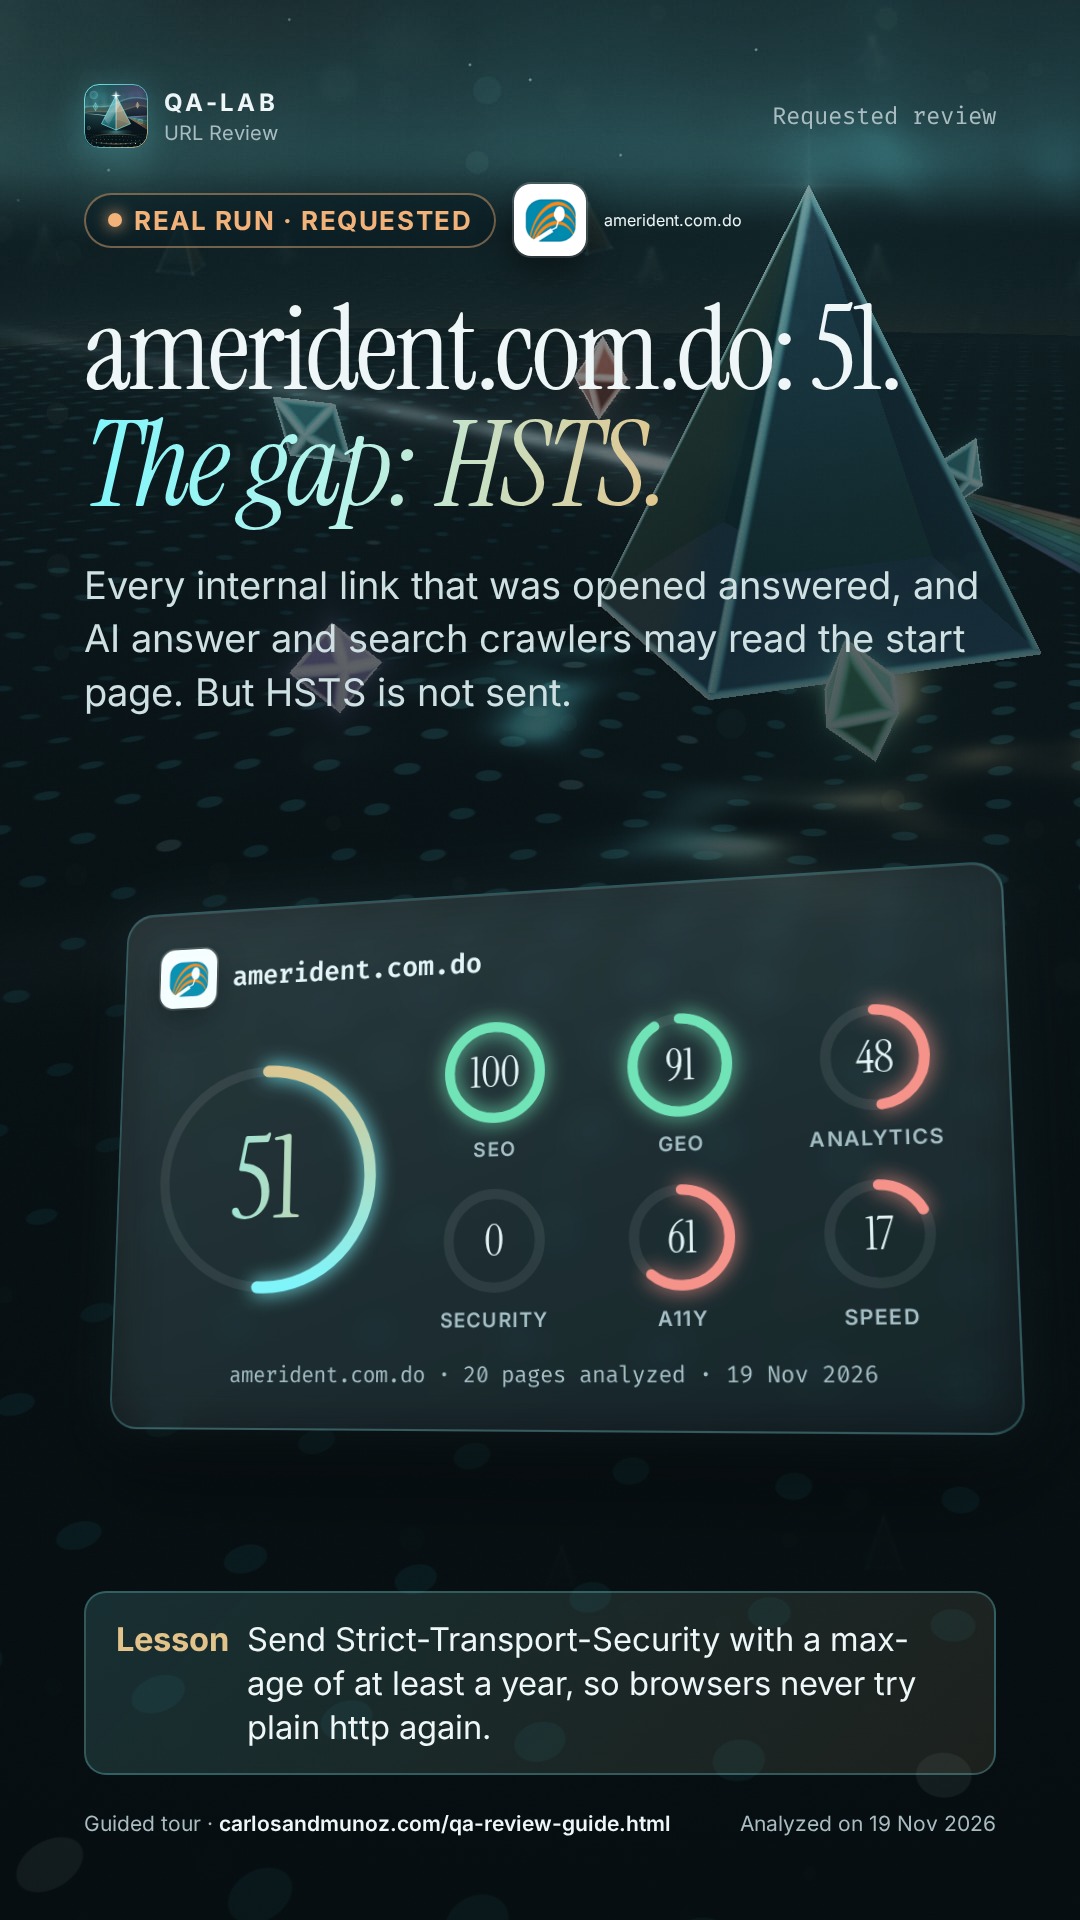 QA-LAB
URL Review
Requested review
REAL RUN · REQUESTED
amerident.com.do
amerident.com.do: 51.
The gap: HSTS.
Every internal link that was opened answered, and
AI answer and search crawlers may read the start
page. But HSTS is not sent.
amerident.com.do
51
100
SEO
91
GEO
48
ANALYTICS
0
SECURITY
61
A11Y
17
SPEED
amerident.com.do · 20 pages analyzed · 19 Nov 2026
Lesson Send Strict-Transport-Security with a max-
age of at least a year, so browsers never try
plain http again.
Guided tour · carlosandmunoz.com/qa-review-guide.html
Analyzed on 19 Nov 2026